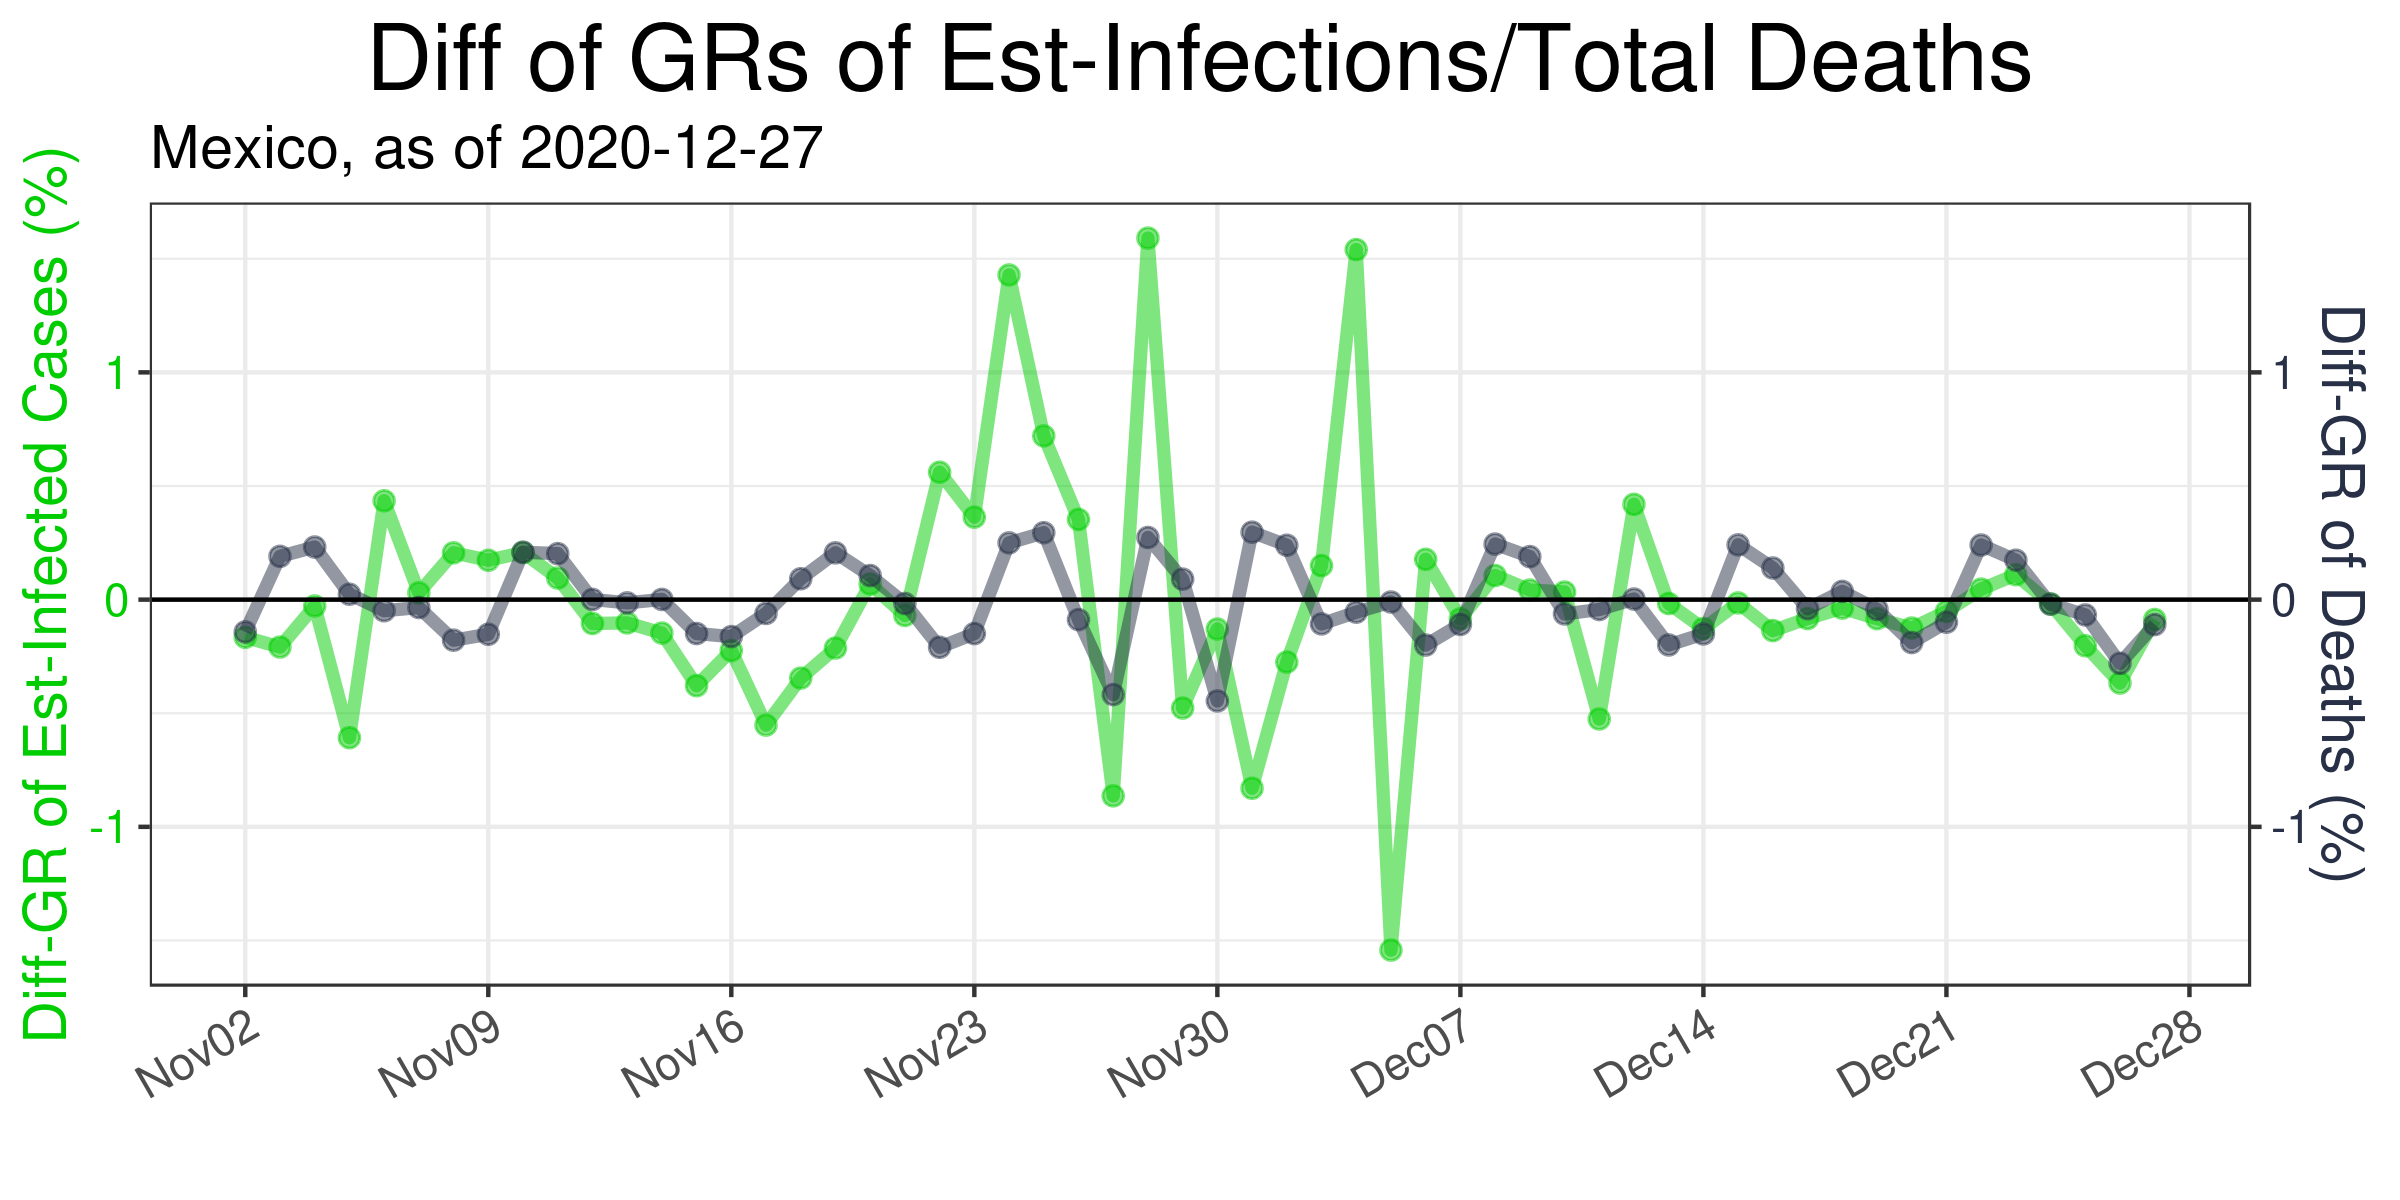 Diff of GRs of Est-Infections/Total Deaths
Mexico, as of 2020-12-27
Diff-GR of Est-Infected Cases (%)
1
0
-1
1
0
-1
Diff-GR of Deaths (%)
Nov02
Nov09
Nov16
Nov23
Nov30
Dec07
Dec14
Dec21
Dec28